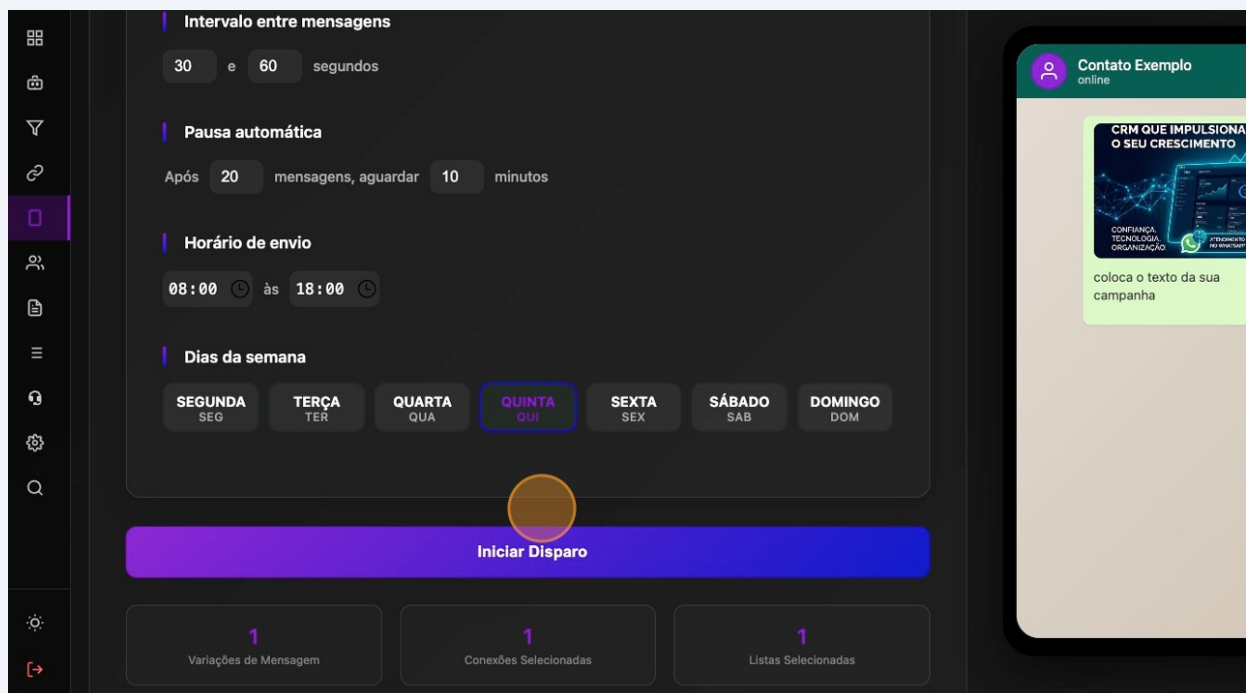 Intervalo entre mensagens
30 e 60 segundos
Pausa automática
Após 20 mensagens, aguardar 10 minutos
Horário de envio
08:00 às 18:00
Dias da semana
SEGUNDA TERÇA QUARTA QUINTA SEXTA SÁBADO DOMINGO
SEG TER QUA QUI SEX SAB DOM
Iniciar Disparo
1 1 1
Variações de Mensagem Conexões Selecionadas Listas Selecionadas
Contato Exemplo
online
CRM QUE IMPULSIONA
O SEU CRESCIMENTO
CONFIANÇA,
TECNOLOGIA,
ORGANIZAÇÃO
ATENDIMENTO
NO WHATSAPP
coloca o texto da sua
campanha